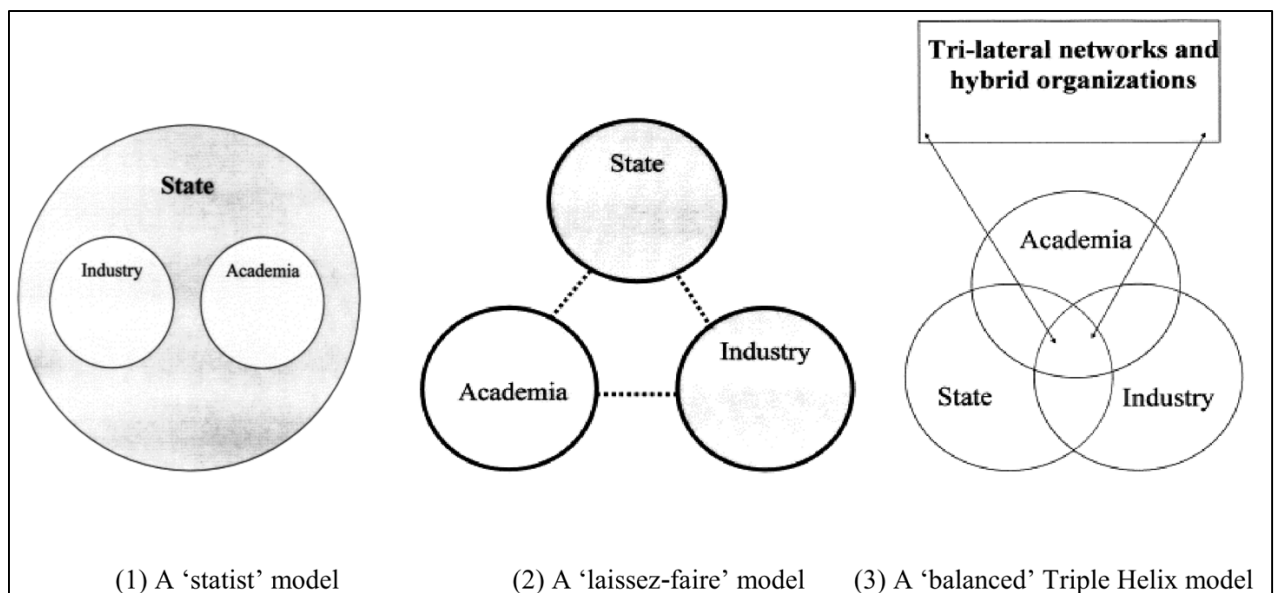 State
Industry
Academia
(1) A ‘statist’ model
State
Academia
Industry
(2) A ‘laissez-faire’ model
Tri-lateral networks and
hybrid organizations
Academia
State
Industry
(3) A ‘balanced’ Triple Helix model